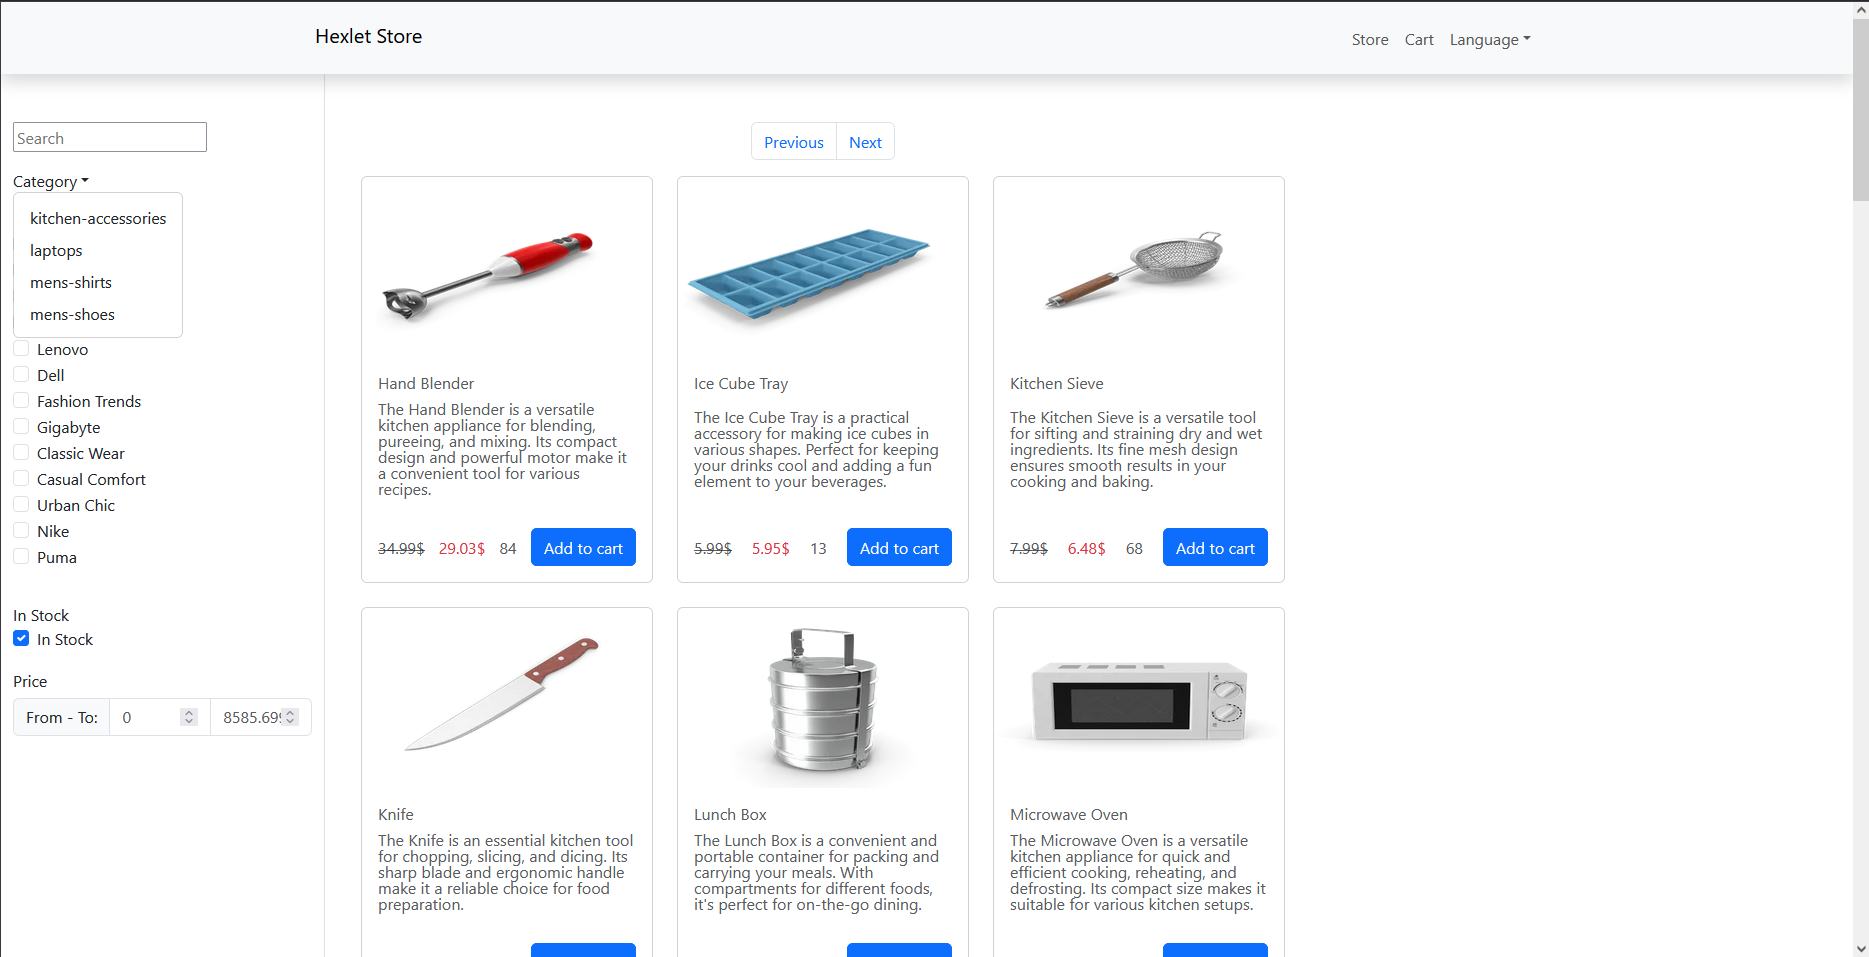 Hexlet Store
Store Cart Language
Search
Category
kitchen-accessories
laptops
mens-shirts
mens-shoes
Lenovo
Dell
Fashion Trends
Gigabyte
Classic Wear
Casual Comfort
Urban Chic
Nike
Puma
In Stock
In Stock
Price
From - To: 0 8585.699
Previous Next
Hand Blender
The Hand Blender is a versatile
kitchen appliance for blending,
pureeing, and mixing. Its compact
design and powerful motor make it
a convenient tool for various
recipes.
34.99$ 29.03$ 84 Add to cart
Ice Cube Tray
The Ice Cube Tray is a practical
accessory for making ice cubes in
various shapes. Perfect for keeping
your drinks cool and adding a fun
element to your beverages.
5.99$ 5.95$ 13 Add to cart
Kitchen Sieve
The Kitchen Sieve is a versatile tool
for sifting and straining dry and wet
ingredients. Its fine mesh design
ensures smooth results in your
cooking and baking.
7.99$ 6.48$ 68 Add to cart
Knife
The Knife is an essential kitchen tool
for chopping, slicing, and dicing. Its
sharp blade and ergonomic handle
make it a reliable choice for food
preparation.
Lunch Box
The Lunch Box is a convenient and
portable container for packing and
carrying your meals. With
compartments for different foods,
it's perfect for on-the-go dining.
Microwave Oven
The Microwave Oven is a versatile
kitchen appliance for quick and
efficient cooking, reheating, and
defrosting. Its compact size makes it
suitable for various kitchen setups.